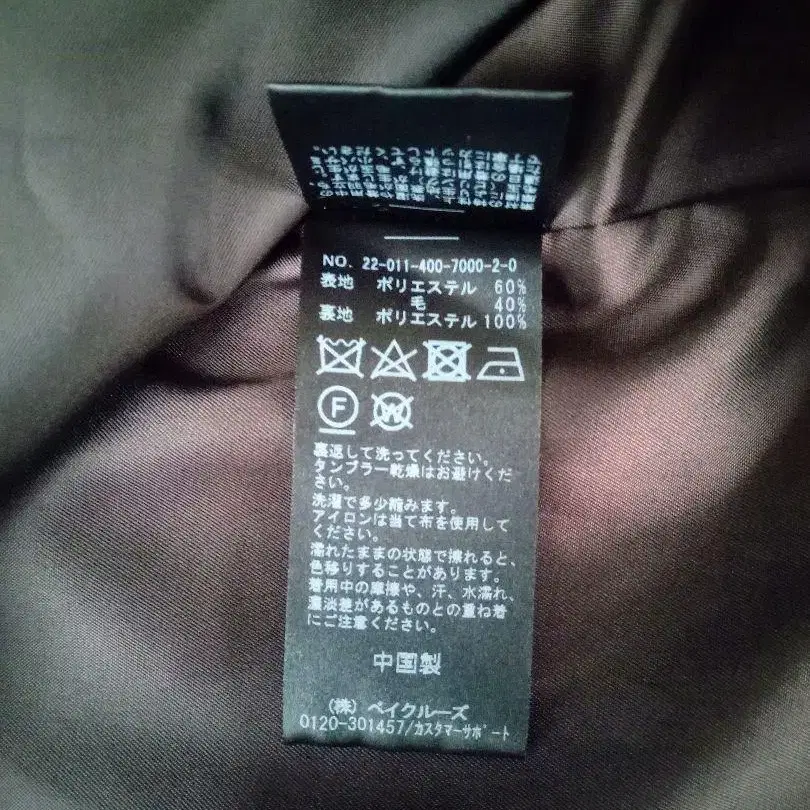 NO. 22-011-400-7000-2-0
表地 ポリエステル 60%
毛 40%
裏地 ポリエステル 100%
F
W
裏返して洗ってください。
タンブラー乾燥はお避けくだ
さい。
洗濯で多少縮みます。
アイロンは当て布を使用して
ください。
濡れたままの状態で擦れると、
色移りすることがあります。
着用中の摩擦や、汗、水濡れ、
濃淡差があるものとの重ね着
にご注意ください。
中国製
(株) ベイクルーズ
0120-301457/カスタマーサポート